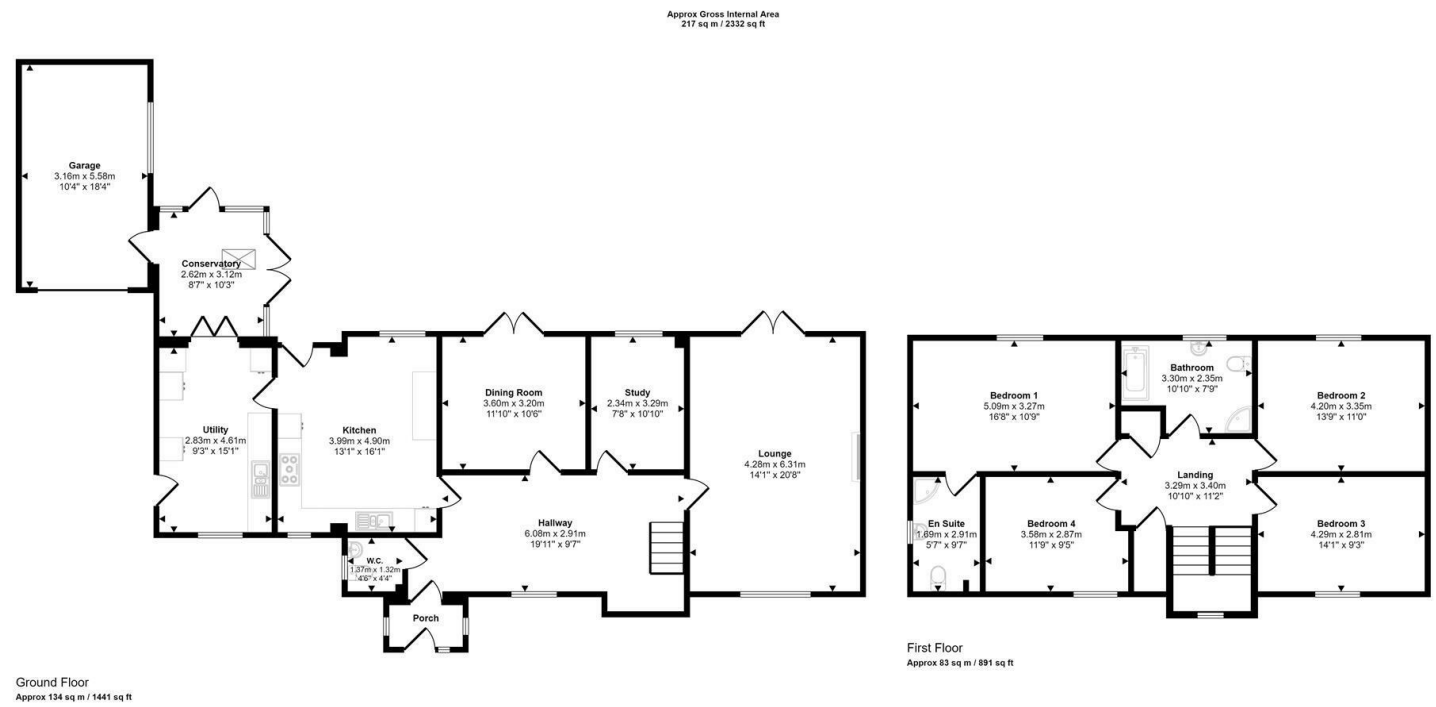 Approx Gross Internal Area
217 sq m / 2332 sq ft
Garage
3.16m x 5.58m
10'4" x 18'4"
Conservatory
2.62m x 3.12m
8'7" x 10'3"
Utility
2.83m x 4.61m
9'3" x 15'1"
Kitchen
3.99m x 4.90m
13'1" x 16'1"
Dining Room
3.60m x 3.20m
11'10" x 10'6"
Study
2.34m x 3.29m
7'8" x 10'10"
Lounge
4.28m x 6.31m
14'1" x 20'8"
Hallway
6.08m x 2.91m
19'11" x 9'7"
W.C.
1.37m x 1.32m
4'6" x 4'4"
Porch
Ground Floor
Approx 134 sq m / 1441 sq ft
Bedroom 1
5.09m x 3.27m
16'8" x 10'9"
Bathroom
3.30m x 2.35m
10'10" x 7'9"
Bedroom 2
4.20m x 3.35m
13'9" x 11'0"
Landing
3.29m x 3.40m
10'10" x 11'2"
En Suite
1.69m x 2.91m
5'7" x 9'7"
Bedroom 4
3.58m x 2.87m
11'9" x 9'5"
Bedroom 3
4.29m x 2.81m
14'1" x 9'3"
First Floor
Approx 83 sq m / 891 sq ft